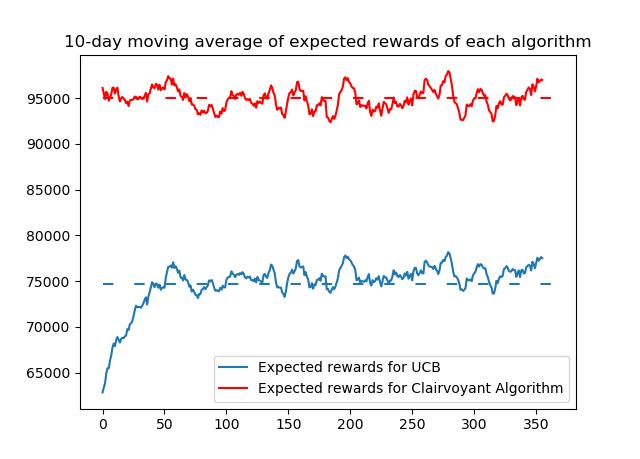 10-day moving average of expected rewards of each algorithm
95000
90000
85000
80000
75000
70000
65000
Expected rewards for UCB
Expected rewards for Clairvoyant Algorithm
0 50 100 150 200 250 300 350